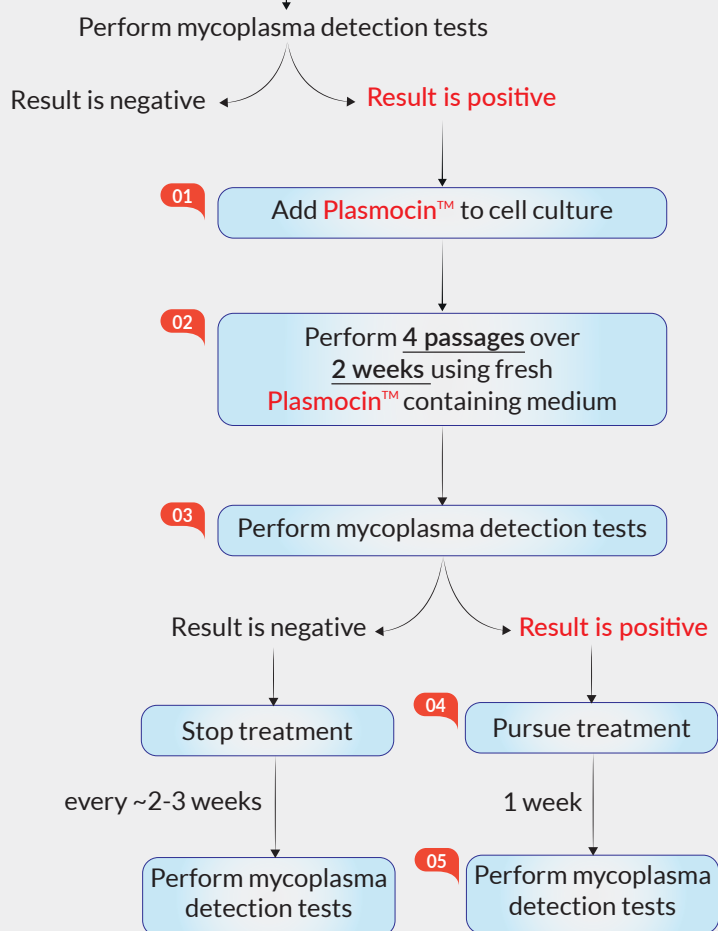 Perform mycoplasma detection tests
Result is negative
Result is positive
01
Add Plasmocin™ to cell culture
02
Perform 4 passages over
2 weeks using fresh
Plasmocin™ containing medium
03
Perform mycoplasma detection tests
Result is negative
Result is positive
Stop treatment
04
Pursue treatment
every ~2-3 weeks
1 week
Perform mycoplasma
detection tests
05
Perform mycoplasma
detection tests